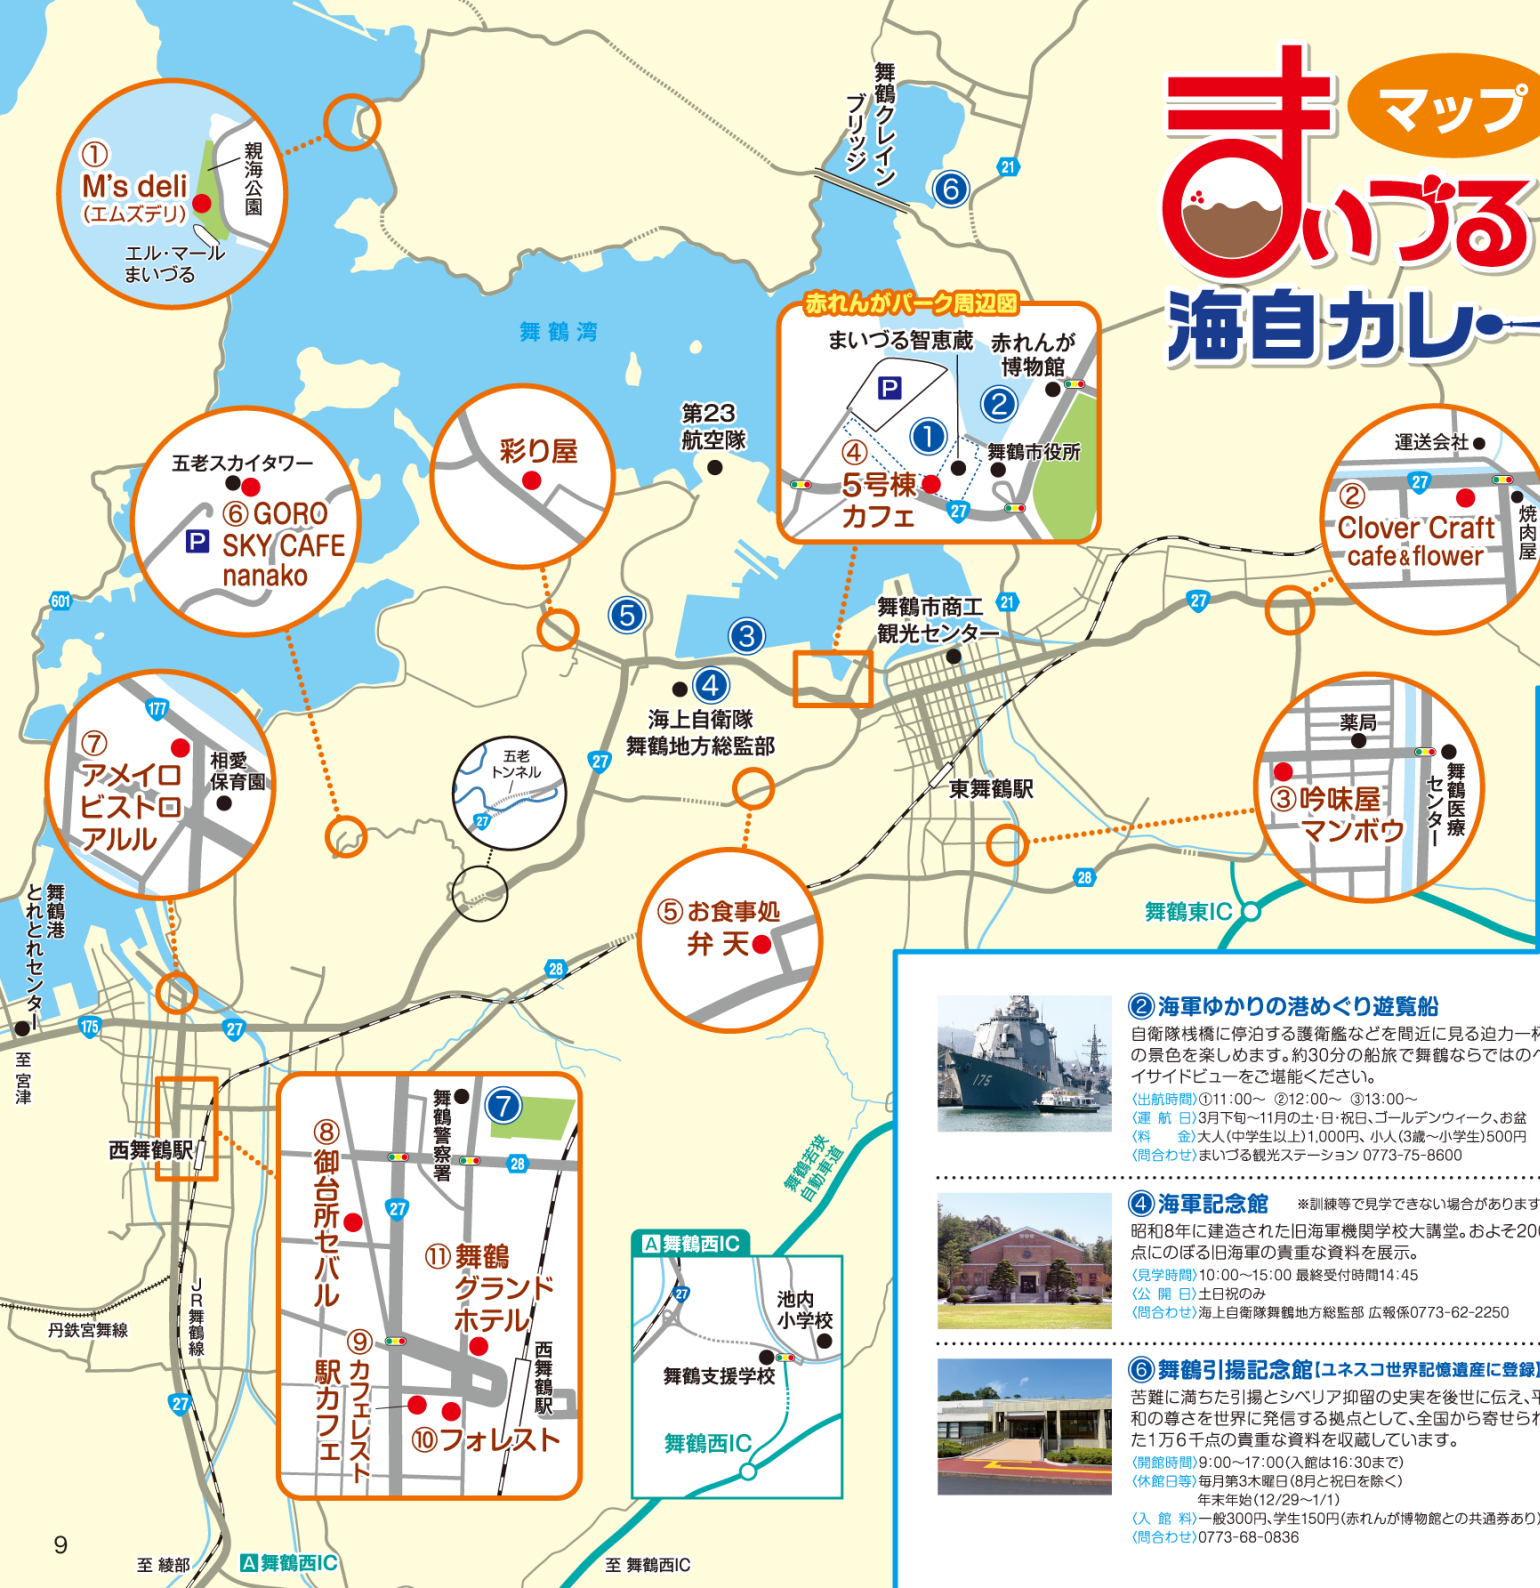 マップ
まいづる
海自カレー
①
M's deli
(エムズデリ)
親海公園
エル・マール
まいづる
舞鶴クレイン
ブリッジ
⑥
21
舞鶴湾
赤れんがパーク周辺図
まいづる智恵蔵
赤れんが
博物館
P
①
②
④
5号棟
カフェ
舞鶴市役所
27
第23
航空隊
彩り屋
五老スカイタワー
⑥GORO
SKY CAFE
nanako
P
運送会社
27
②
Clover Craft
cafe&flower
焼肉屋
601
⑤
③
④
海上自衛隊
舞鶴地方総監部
舞鶴市商工
観光センター
21
27
177
⑦
アメイロ
ビストロ
アルル
相愛
保育園
五老
トンネル
27
27
東舞鶴駅
薬局
③吟味屋
マンボウ
舞鶴医療
センター
28
舞鶴東IC
⑤お食事処
弁天
舞鶴港
とれとれセンター
至宮津
175
27
28
西舞鶴駅
舞鶴警察署
⑦
28
27
⑧御台所セバル
⑪舞鶴
グランド
ホテル
⑨カフェレスト
駅カフェ
西舞鶴駅
⑩フォレスト
丹鉄宮舞線
JR舞鶴線
27
舞鶴若狭
自動車道
A舞鶴西IC
27
池内
小学校
舞鶴支援学校
舞鶴西IC
9
至 綾部
A舞鶴西IC
至 舞鶴西IC
②海軍ゆかりの港めぐり遊覧船
自衛隊桟橋に停泊する護衛艦などを間近に見る迫力一杯
の景色を楽しめます。約30分の船旅で舞鶴ならではのベ
イサイドビューをご堪能ください。
〈出航時間〉①11:00〜 ②12:00〜 ③13:00〜
〈運航日〉3月下旬〜11月の土・日・祝日、ゴールデンウィーク、お盆
〈料金〉大人(中学生以上)1,000円、小人(3歳〜小学生)500円
〈問合わせ〉まいづる観光ステーション 0773-75-8600
175
④海軍記念館 ※訓練等で見学できない場合があります
昭和8年に建造された旧海軍機関学校大講堂。およそ200
点にのぼる旧海軍の貴重な資料を展示。
〈見学時間〉10:00〜15:00 最終受付時間14:45
〈公開日〉土日祝のみ
〈問合わせ〉海上自衛隊舞鶴地方総監部 広報係0773-62-2250
⑥舞鶴引揚記念館【ユネスコ世界記憶遺産に登録】
苦難に満ちた引揚とシベリア抑留の史実を後世に伝え、平
和の尊さを世界に発信する拠点として、全国から寄せられ
た1万6千点の貴重な資料を収蔵しています。
〈開館時間〉9:00〜17:00(入館は16:30まで)
〈休館日等〉毎月第3木曜日(8月と祝日を除く)
年末年始(12/29〜1/1)
〈入館料〉一般300円、学生150円(赤れんが博物館との共通券あり)
〈問合わせ〉0773-68-0836